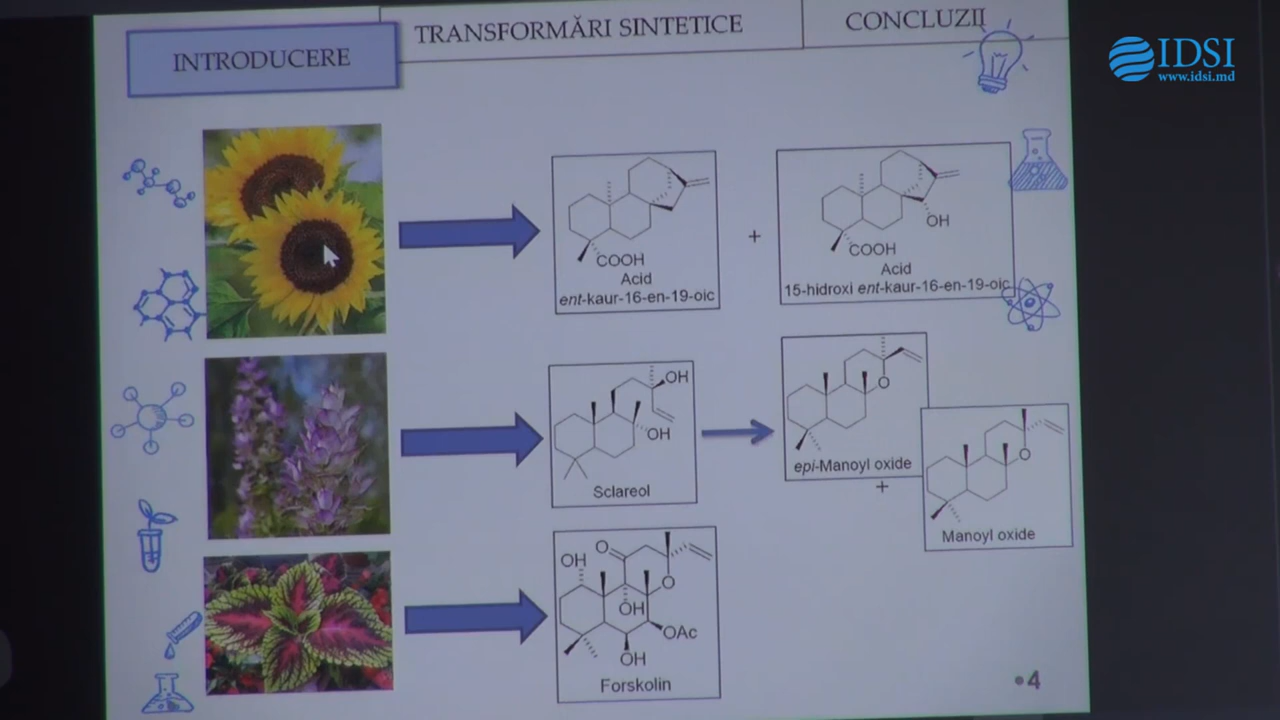 INTRODUCERE
TRANSFORMĂRI SINTETICE
CONCLUZII
IDSI
www.idsi.md
COOH
Acid
ent-kaur-16-en-19-oic
+
OH
COOH
Acid
15-hidroxi ent-kaur-16-en-19-oic
OH
OH
Sclareol
O
epi-Manoyl oxide
+
O
Manoyl oxide
OH
O
O
OH
OAc
OH
Forskolin
•4